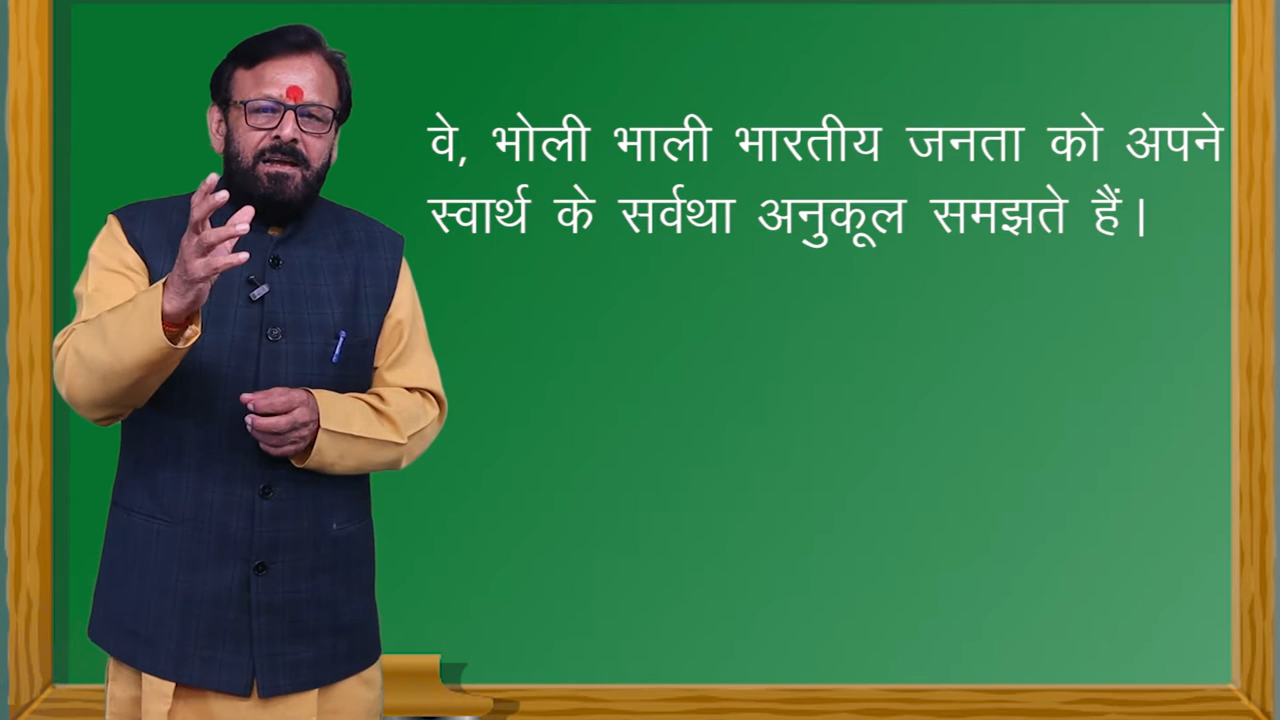 वे, भोली भाली भारतीय जनता को अपने
स्वार्थ के सर्वथा अनुकूल समझते हैं।